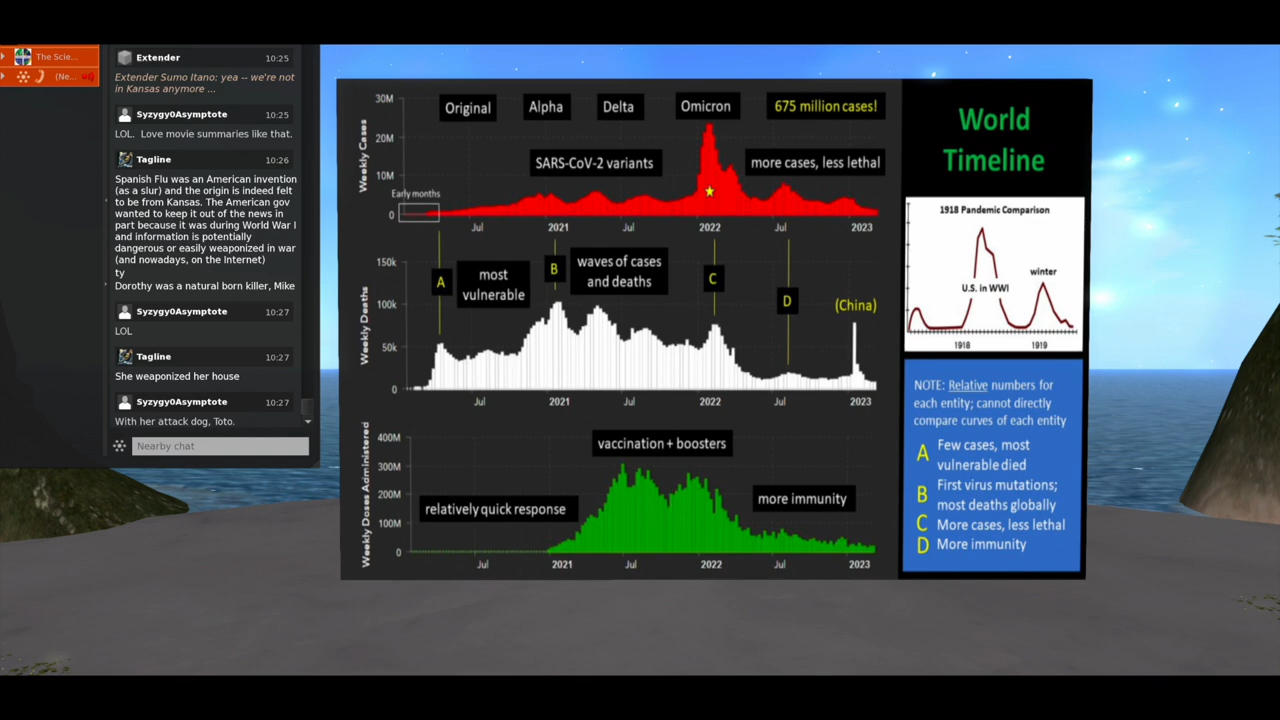 The Scie...
(Ne...
Extender 10:25
Extender Sumo Itano: yea -- we're not
in Kansas anymore ...
Syzygy0Asymptote 10:25
LOL.  Love movie summaries like that.
Tagline 10:26
Spanish Flu was an American invention
(as a slur) and the origin is indeed felt
to be from Kansas. The American gov
wanted to keep it out of the news in
part because it was during World War I
and information is potentially
dangerous or easily weaponized in war
(and nowadays, on the Internet)
ty
Dorothy was a natural born killer, Mike
Syzygy0Asymptote 10:27
LOL
Tagline 10:27
She weaponized her house
Syzygy0Asymptote 10:27
With her attack dog, Toto.
Nearby chat
Weekly Cases
30M
20M
10M
0
Original
Alpha
Delta
Omicron
675 million cases!
SARS-CoV-2 variants
more cases, less lethal
Early months
Jul 2021 Jul 2022 Jul 2023
Weekly Deaths
150k
100k
50k
0
A
most
vulnerable
B
waves of cases
and deaths
C
D
(China)
Jul 2021 Jul 2022 Jul 2023
Weekly Doses Administered
400M
300M
200M
100M
0
vaccination + boosters
relatively quick response
more immunity
Jul 2021 Jul 2022 Jul 2023
World
Timeline
1918 Pandemic Comparison
winter
U.S. in WWI
1918 1919
NOTE: Relative numbers for
each entity; cannot directly
compare curves of each entity
A Few cases, most
vulnerable died
B First virus mutations;
most deaths globally
C More cases, less lethal
D More immunity